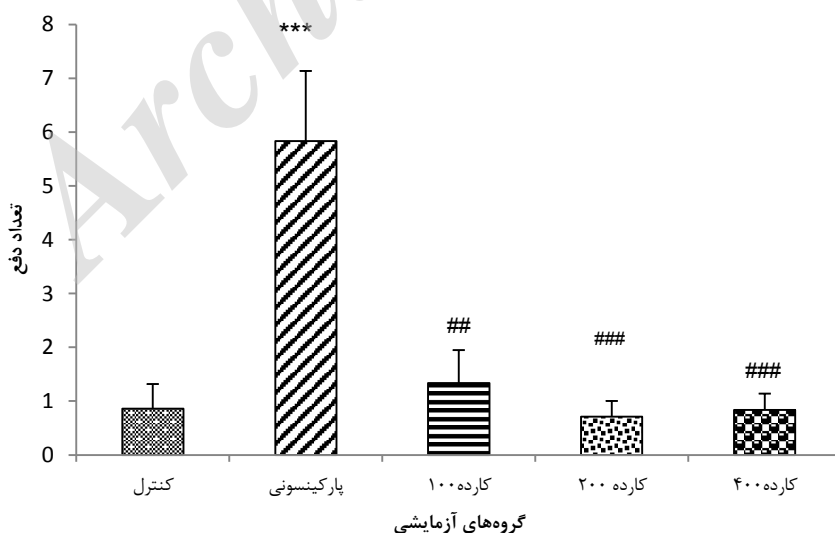 Arch
8
7
6
5
4
3
2
1
0
تعداد دفع
***
##
###
###
کنترل
پارکینسونی
کارده۱۰۰
کارده ۲۰۰
کارده۴۰۰
گروه‌های آزمایشی